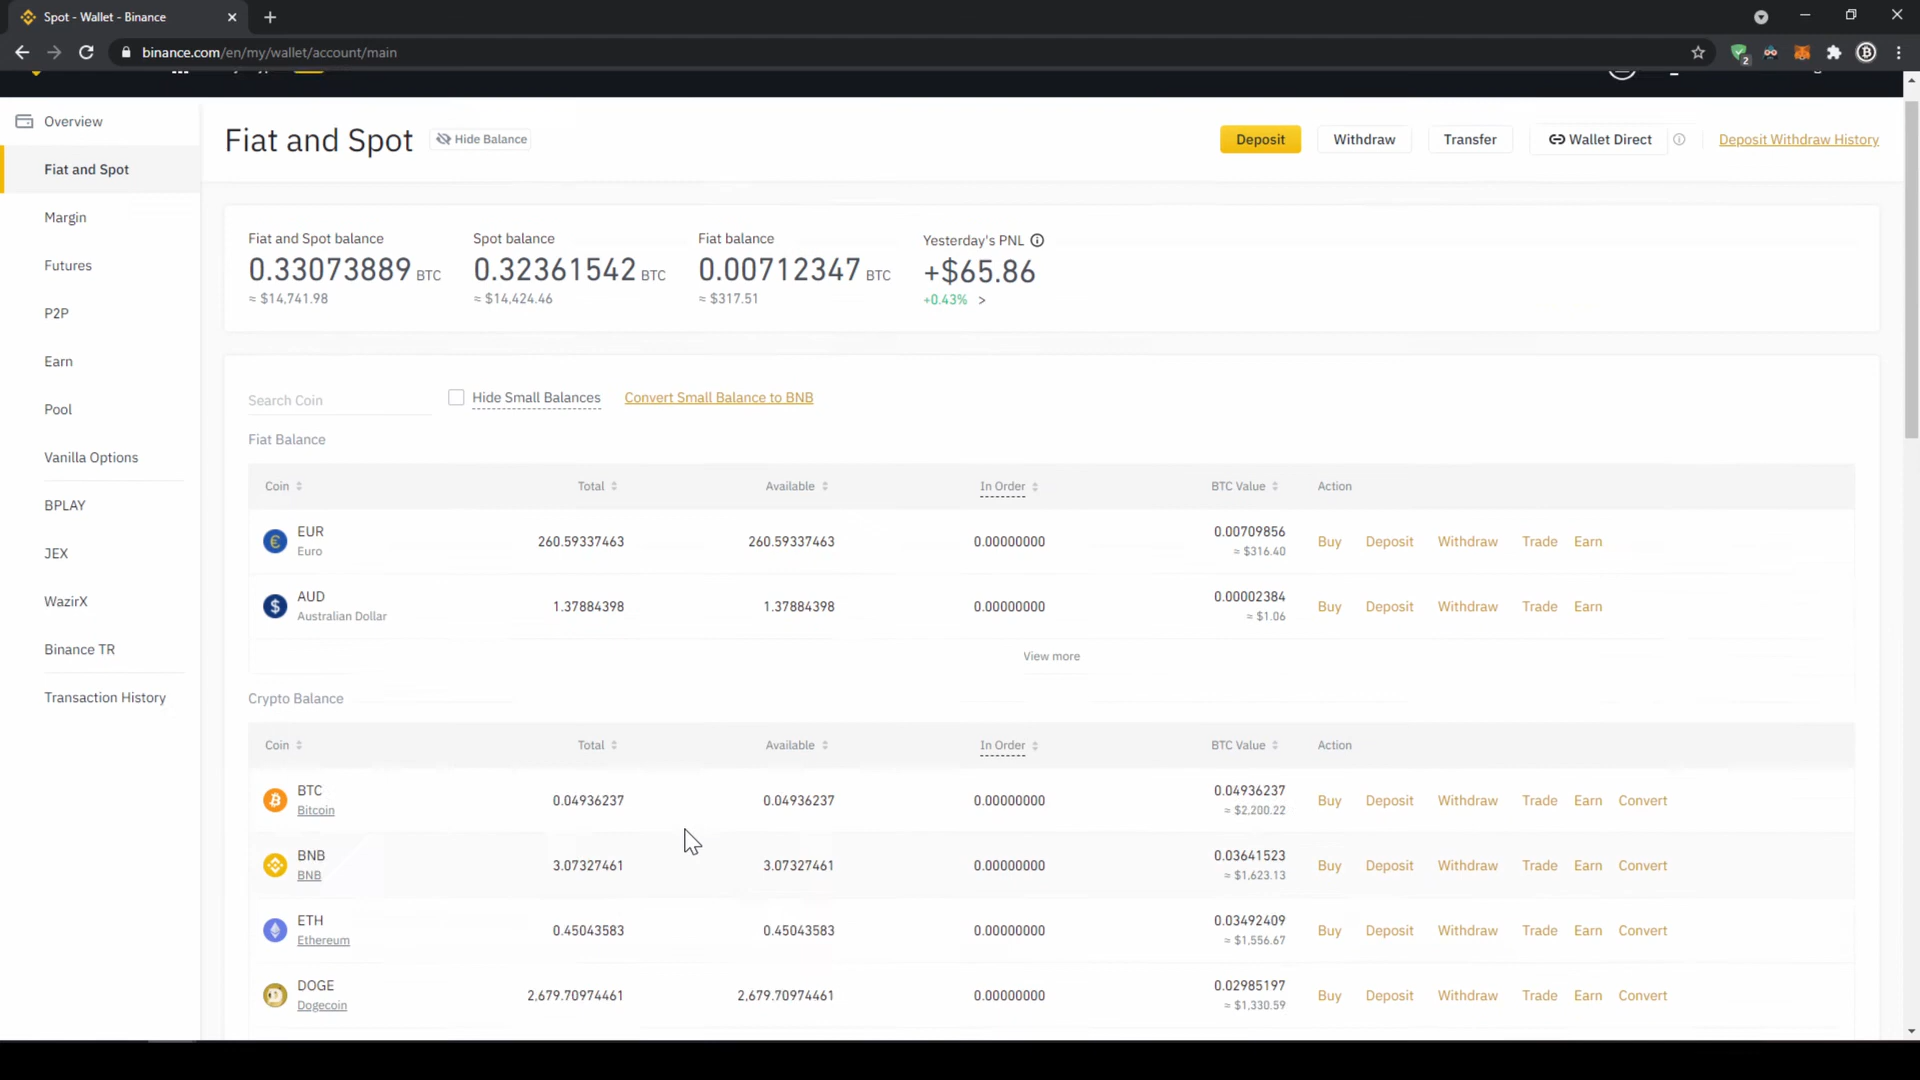 Spot - Wallet - Binance
binance.com/en/my/wallet/account/main
2
Overview
Fiat and Spot
Margin
Futures
P2P
Earn
Pool
Vanilla Options
BPLAY
JEX
WazirX
Binance TR
Transaction History
Fiat and Spot Hide Balance Deposit Withdraw Transfer Wallet Direct Deposit Withdraw History
Fiat and Spot balance Spot balance Fiat balance Yesterday's PNL
0.33073889 BTC 0.32361542 BTC 0.00712347 BTC +$65.86
≈ $14,741.98 ≈ $14,424.46 ≈ $317.51 +0.43% >
Search Coin Hide Small Balances Convert Small Balance to BNB
Fiat Balance
Coin Total Available In Order BTC Value Action
EUR 260.59337463 260.59337463 0.00000000 0.00709856 Buy Deposit Withdraw Trade Earn
Euro ≈ $316.40
AUD 1.37884398 1.37884398 0.00000000 0.00002384 Buy Deposit Withdraw Trade Earn
Australian Dollar ≈ $1.06
View more
Crypto Balance
Coin Total Available In Order BTC Value Action
BTC 0.04936237 0.04936237 0.00000000 0.04936237 Buy Deposit Withdraw Trade Earn Convert
Bitcoin ≈ $2,200.22
BNB 3.07327461 3.07327461 0.00000000 0.03641523 Buy Deposit Withdraw Trade Earn Convert
BNB ≈ $1,623.13
ETH 0.45043583 0.45043583 0.00000000 0.03492409 Buy Deposit Withdraw Trade Earn Convert
Ethereum ≈ $1,556.67
DOGE 2,679.70974461 2,679.70974461 0.00000000 0.02985197 Buy Deposit Withdraw Trade Earn Convert
Dogecoin ≈ $1,330.59